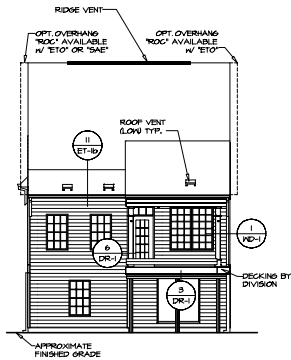 RIDGE VENT
OPT. OVERHANG
"ROC" AVAILABLE
W/ "ETO" OR "SAE"
OPT. OVERHANG
"ROC" AVAILABLE
W/ "ETO"
ROOF VENT
(LOW) TYP.
11
ET-1b
1
WD-1
6
DR-1
DECKING BY
DIVISION
3
DR-1
APPROXIMATE
FINISHED GRADE